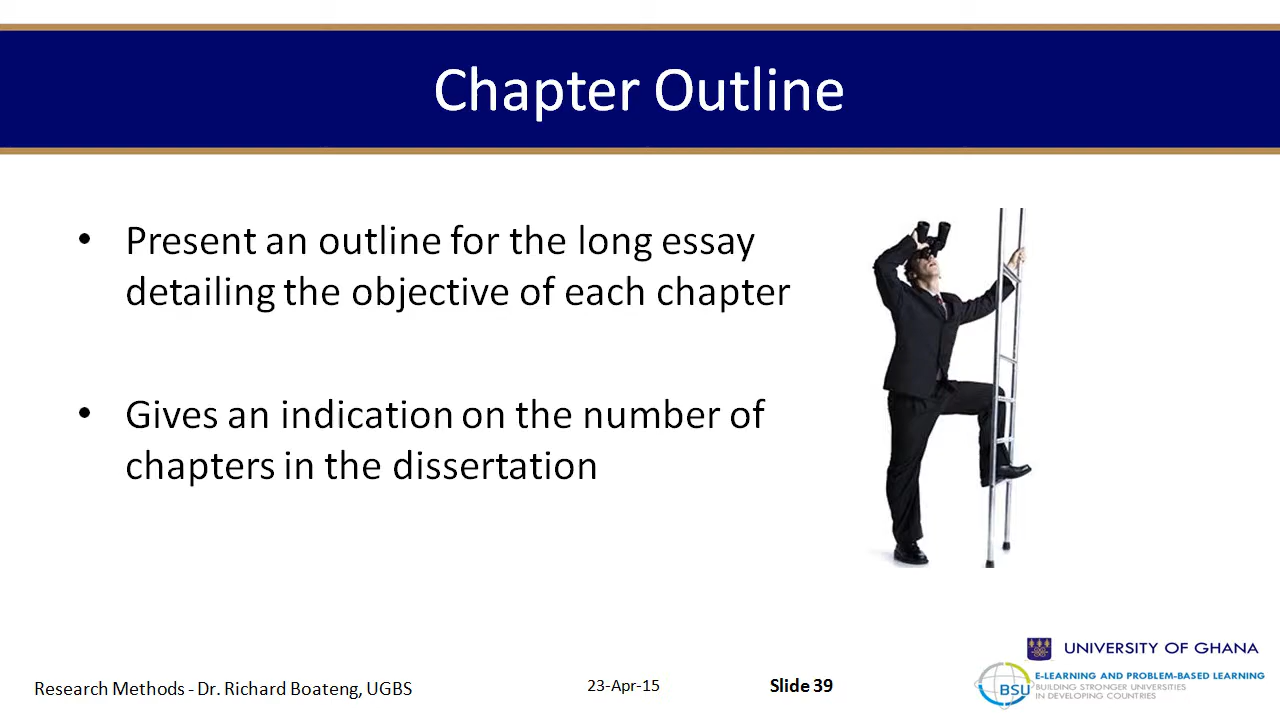 Chapter Outline
• Present an outline for the long essay
detailing the objective of each chapter
• Gives an indication on the number of
chapters in the dissertation
UNIVERSITY OF GHANA
BSU
E-LEARNING AND PROBLEM-BASED LEARNING
BUILDING STRONGER UNIVERSITIES
IN DEVELOPING COUNTRIES
Research Methods - Dr. Richard Boateng, UGBS
23-Apr-15
Slide 39